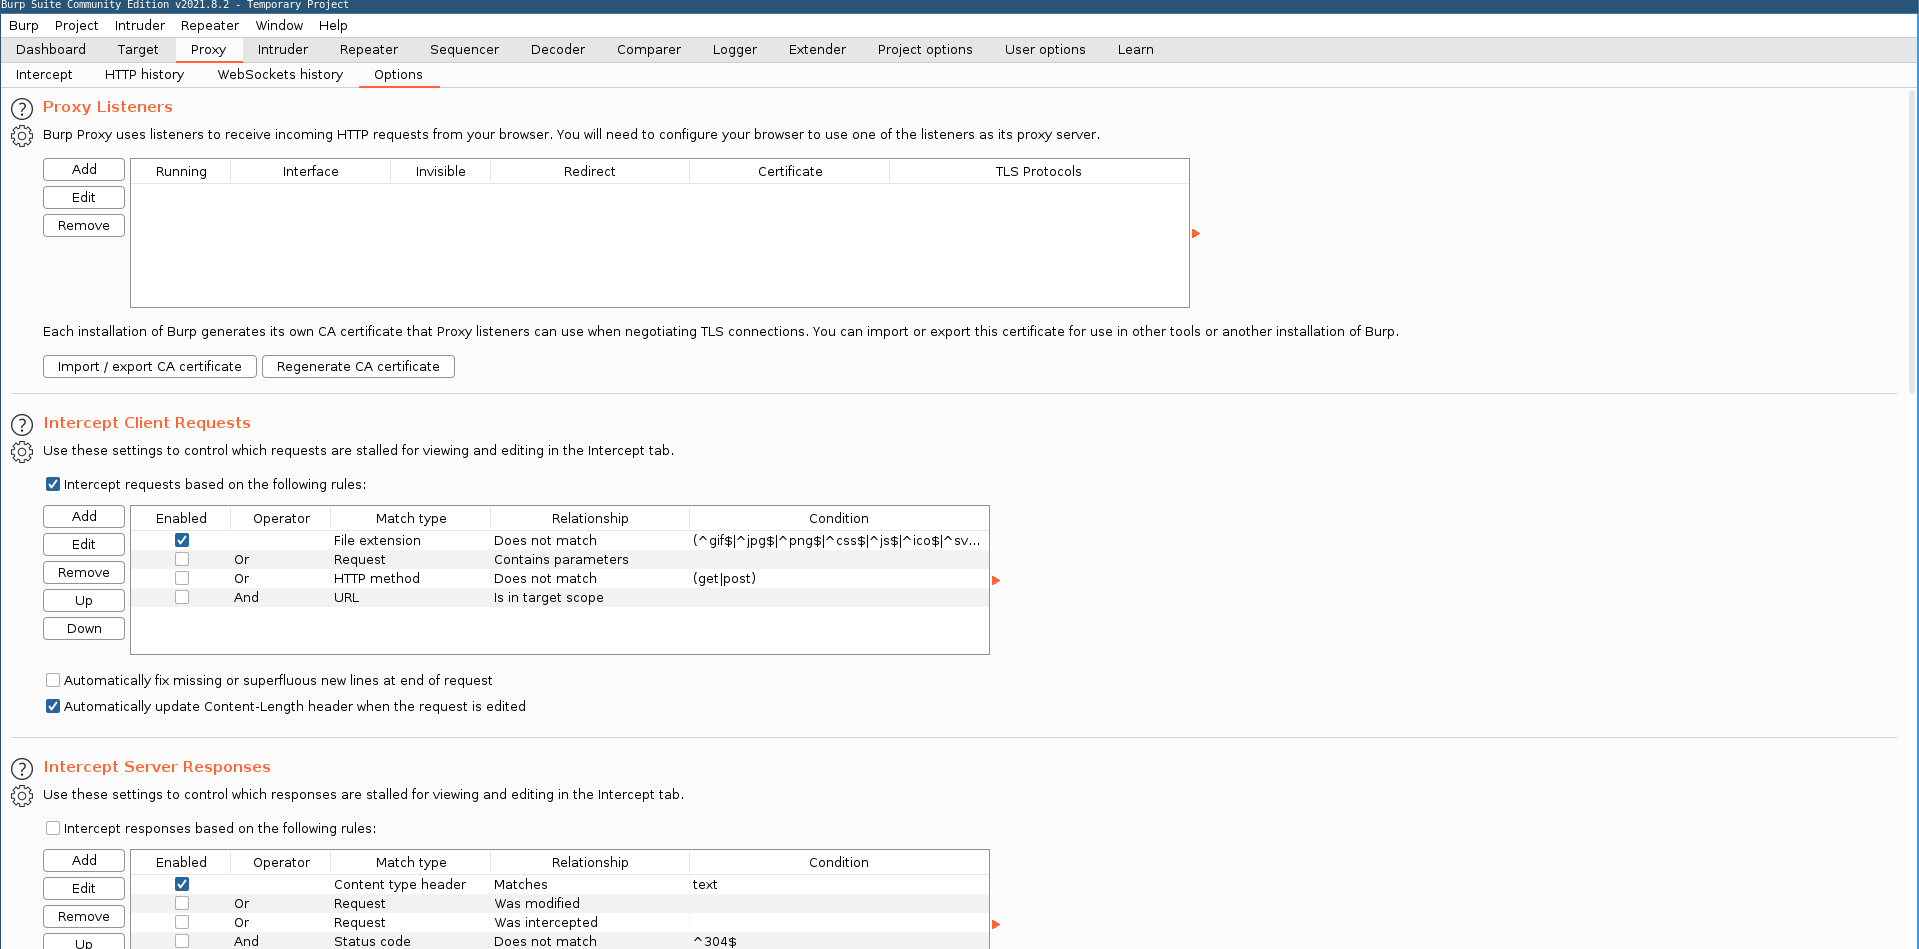 Burp Suite Community Edition v2021.8.2 - Temporary Project
Burp Project Intruder Repeater Window Help
Dashboard Target Proxy Intruder Repeater Sequencer Decoder Comparer Logger Extender Project options User options Learn
Intercept HTTP history WebSockets history Options
? Proxy Listeners
Burp Proxy uses listeners to receive incoming HTTP requests from your browser. You will need to configure your browser to use one of the listeners as its proxy server.
Add Running Interface Invisible Redirect Certificate TLS Protocols
Edit
Remove
Each installation of Burp generates its own CA certificate that Proxy listeners can use when negotiating TLS connections. You can import or export this certificate for use in other tools or another installation of Burp.
Import / export CA certificate Regenerate CA certificate
? Intercept Client Requests
Use these settings to control which requests are stalled for viewing and editing in the Intercept tab.
Intercept requests based on the following rules:
Add Enabled Operator Match type Relationship Condition
Edit File extension Does not match (^gif$|^jpg$|^png$|^css$|^js$|^ico$|^sv...
Or Request Contains parameters
Remove Or HTTP method Does not match (get|post)
Up And URL Is in target scope
Down
Automatically fix missing or superfluous new lines at end of request
Automatically update Content-Length header when the request is edited
? Intercept Server Responses
Use these settings to control which responses are stalled for viewing and editing in the Intercept tab.
Intercept responses based on the following rules:
Add Enabled Operator Match type Relationship Condition
Edit Content type header Matches text
Or Request Was modified
Remove Or Request Was intercepted
Up And Status code Does not match ^304$